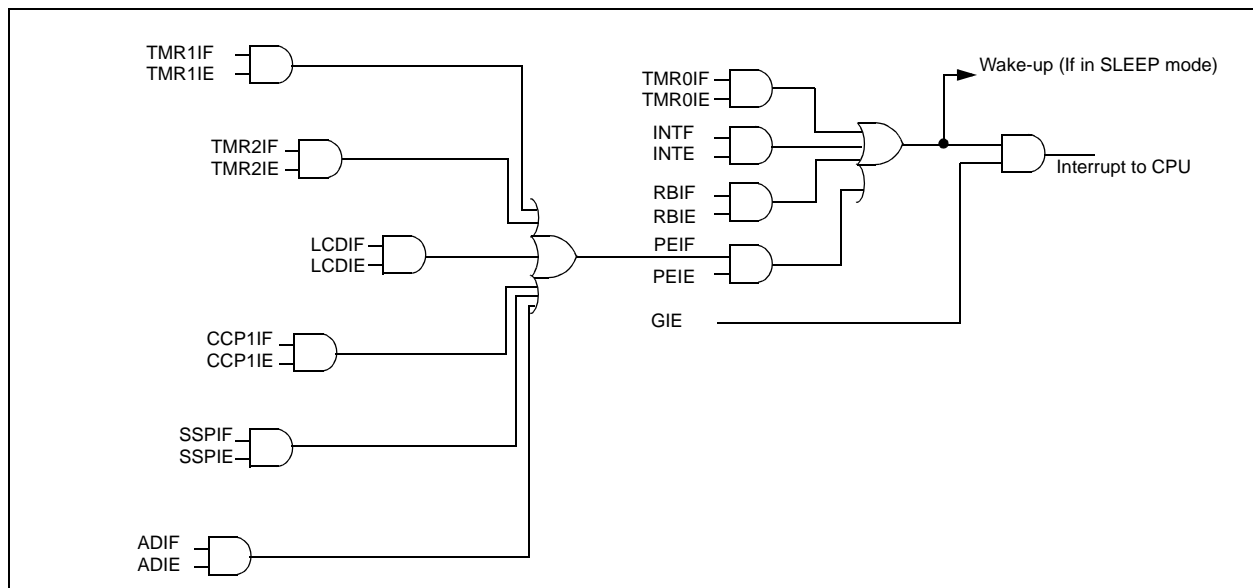 TMR1IF
TMR1IE
TMR2IF
TMR2IE
LCDIF
LCDIE
CCP1IF
CCP1IE
SSPIF
SSPIE
ADIF
ADIE
TMR0IF
TMR0IE
INTF
INTE
RBIF
RBIE
PEIF
PEIE
GIE
Wake-up (If in SLEEP mode)
Interrupt to CPU